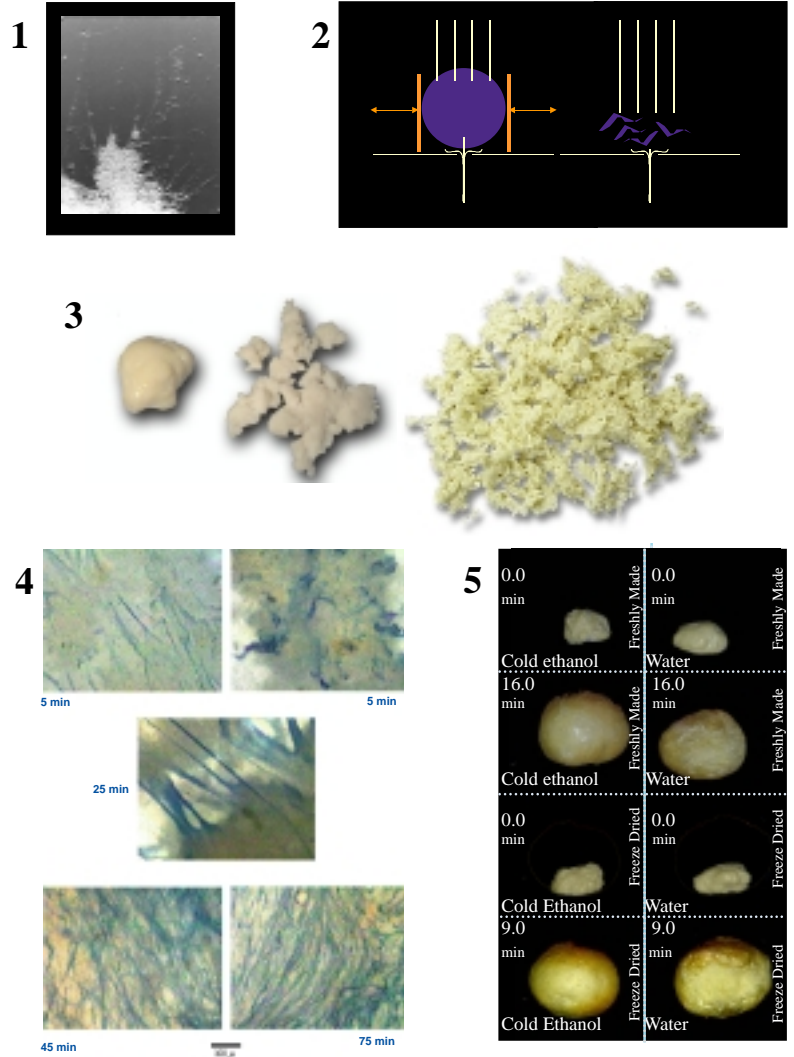 1
2
3
4
5 min
5 min
25 min
45 min
75 min
5
0.0
min
Freshly Made
Cold ethanol
0.0
min
Freshly Made
Water
16.0
min
Freshly Made
Cold ethanol
16.0
min
Freshly Made
Water
0.0
min
Freeze Dried
Cold Ethanol
0.0
min
Freeze Dried
Water
9.0
min
Freeze Dried
Cold Ethanol
9.0
min
Freeze Dried
Water